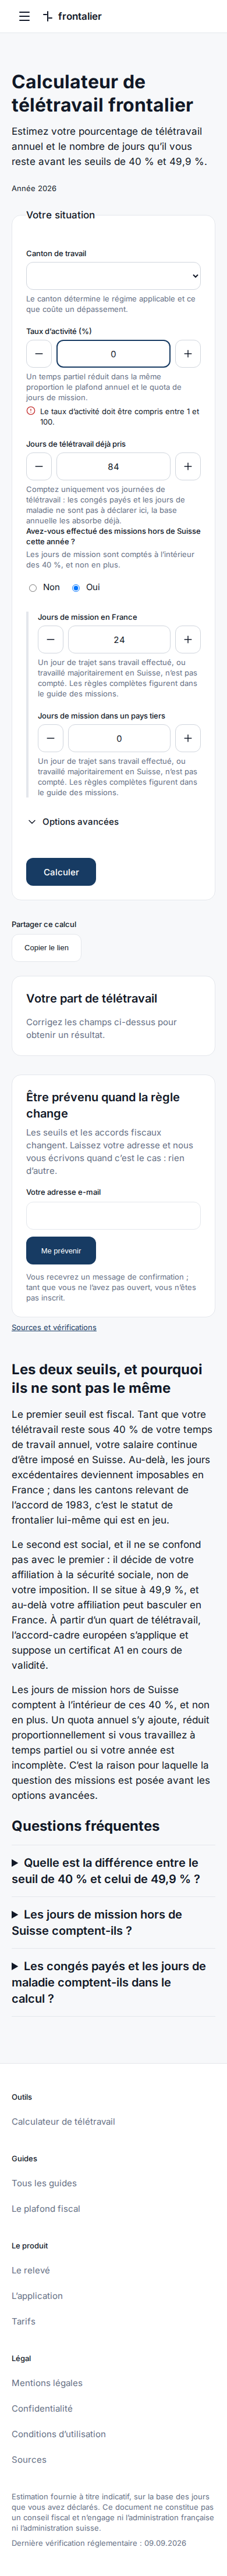 frontalier
Calculateur de
télétravail frontalier
Estimez votre pourcentage de télétravail
annuel et le nombre de jours qu'il vous
reste avant les seuils de 40 % et 49,9 %.
Année 2026
Votre situation
Canton de travail
Le canton détermine le régime applicable et ce
que coûte un dépassement.
Taux d'activité (%)
0
Un temps partiel réduit dans la même
proportion le plafond annuel et le quota de
jours de mission.
Le taux d'activité doit être compris entre 1 et
100.
Jours de télétravail déjà pris
84
Comptez uniquement vos journées de
télétravail : les congés payés et les jours de
maladie ne sont pas à déclarer ici, la base
annuelle les absorbe déjà.
Avez-vous effectué des missions hors de Suisse
cette année ?
Les jours de mission sont comptés à l'intérieur
des 40 %, et non en plus.
Non Oui
Jours de mission en France
24
Un jour de trajet sans travail effectué, ou
travaillé majoritairement en Suisse, n'est pas
compté. Les règles complètes figurent dans
le guide des missions.
Jours de mission dans un pays tiers
0
Un jour de trajet sans travail effectué, ou
travaillé majoritairement en Suisse, n'est pas
compté. Les règles complètes figurent dans
le guide des missions.
Options avancées
Calculer
Partager ce calcul
Copier le lien
Votre part de télétravail
Corrigez les champs ci-dessus pour
obtenir un résultat.
Être prévenu quand la règle
change
Les seuils et les accords fiscaux
changent. Laissez votre adresse et nous
vous écrivons quand c'est le cas : rien
d'autre.
Votre adresse e-mail
Me prévenir
Vous recevrez un message de confirmation ;
tant que vous ne l'avez pas ouvert, vous n'êtes
pas inscrit.
Sources et vérifications
Les deux seuils, et pourquoi
ils ne sont pas le même
Le premier seuil est fiscal. Tant que votre
télétravail reste sous 40 % de votre temps
de travail annuel, votre salaire continue
d'être imposé en Suisse. Au-delà, les jours
excédentaires deviennent imposables en
France ; dans les cantons relevant de
l'accord de 1983, c'est le statut de
frontalier lui-même qui est en jeu.
Le second est social, et il ne se confond
pas avec le premier : il décide de votre
affiliation à la sécurité sociale, non de
votre imposition. Il se situe à 49,9 %, et
au-delà votre affiliation peut basculer en
France. À partir d'un quart de télétravail,
l'accord-cadre européen s'applique et
suppose un certificat A1 en cours de
validité.
Les jours de mission hors de Suisse
comptent à l'intérieur de ces 40 %, et non
en plus. Un quota annuel s'y ajoute, réduit
proportionnellement si vous travaillez à
temps partiel ou si votre année est
incomplète. C'est la raison pour laquelle la
question des missions est posée avant les
options avancées.
Questions fréquentes
Quelle est la différence entre le
seuil de 40 % et celui de 49,9 % ?
Les jours de mission hors de
Suisse comptent-ils ?
Les congés payés et les jours de
maladie comptent-ils dans le
calcul ?
Outils
Calculateur de télétravail
Guides
Tous les guides
Le plafond fiscal
Le produit
Le relevé
L'application
Tarifs
Légal
Mentions légales
Confidentialité
Conditions d'utilisation
Sources
Estimation fournie à titre indicatif, sur la base des jours
que vous avez déclarés. Ce document ne constitue pas
un conseil fiscal et n'engage ni l'administration française
ni l'administration suisse.
Dernière vérification réglementaire : 09.09.2026